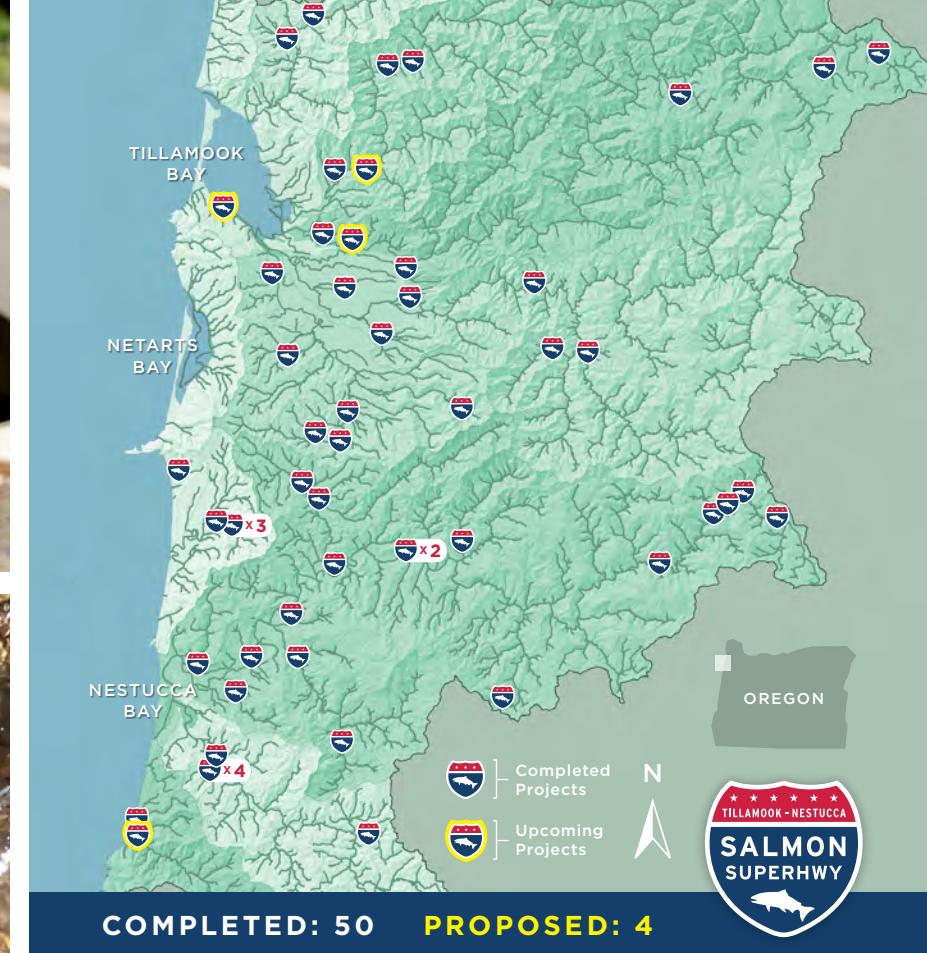 TILLAMOOK
BAY
NETARTS
BAY
x 3
x 2
NESTUCCA
BAY
OREGON
x 4
Completed
Projects
N
Upcoming
Projects
TILLAMOOK - NESTUCCA
SALMON
SUPERHWY
COMPLETED: 50 PROPOSED: 4